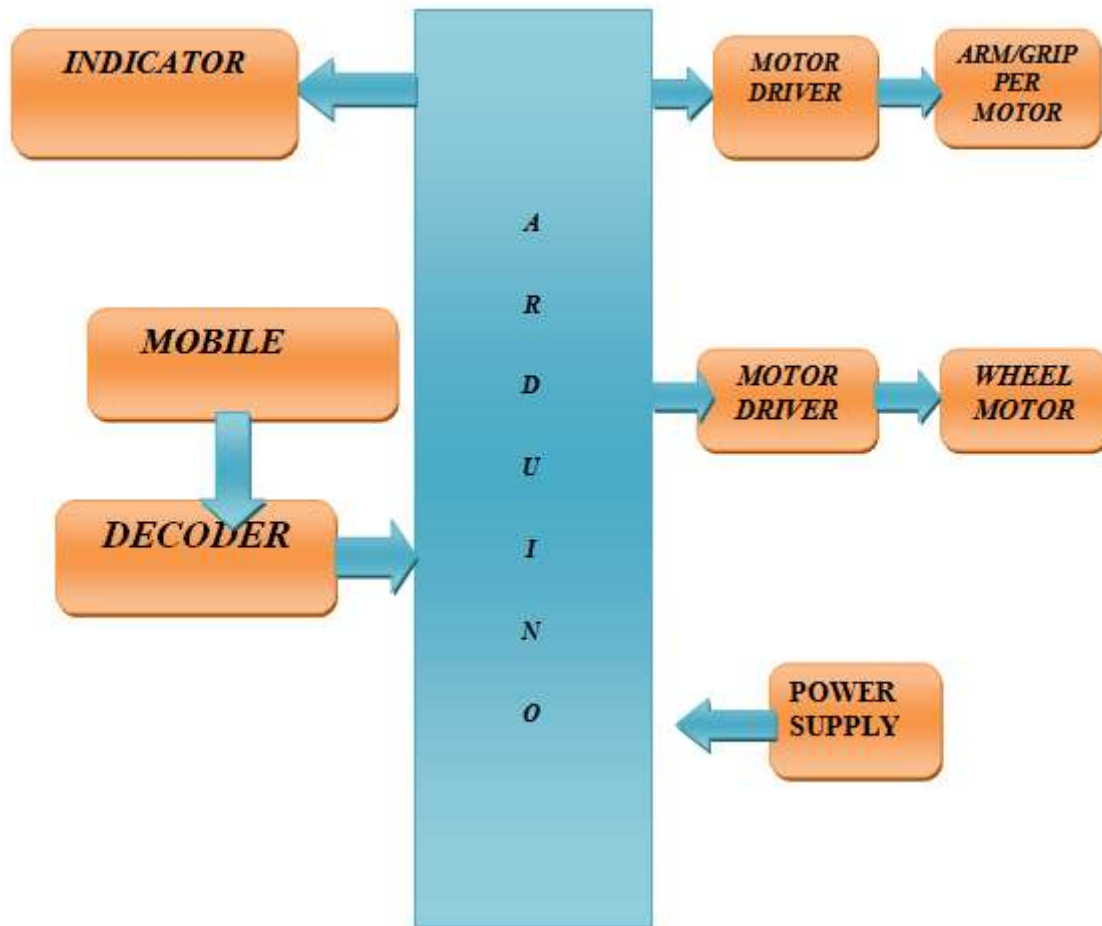 INDICATOR
MOTOR
DRIVER
ARM/GRIP
PER
MOTOR
A
R
D
U
I
N
O
MOBILE
DECODER
MOTOR
DRIVER
WHEEL
MOTOR
POWER
SUPPLY